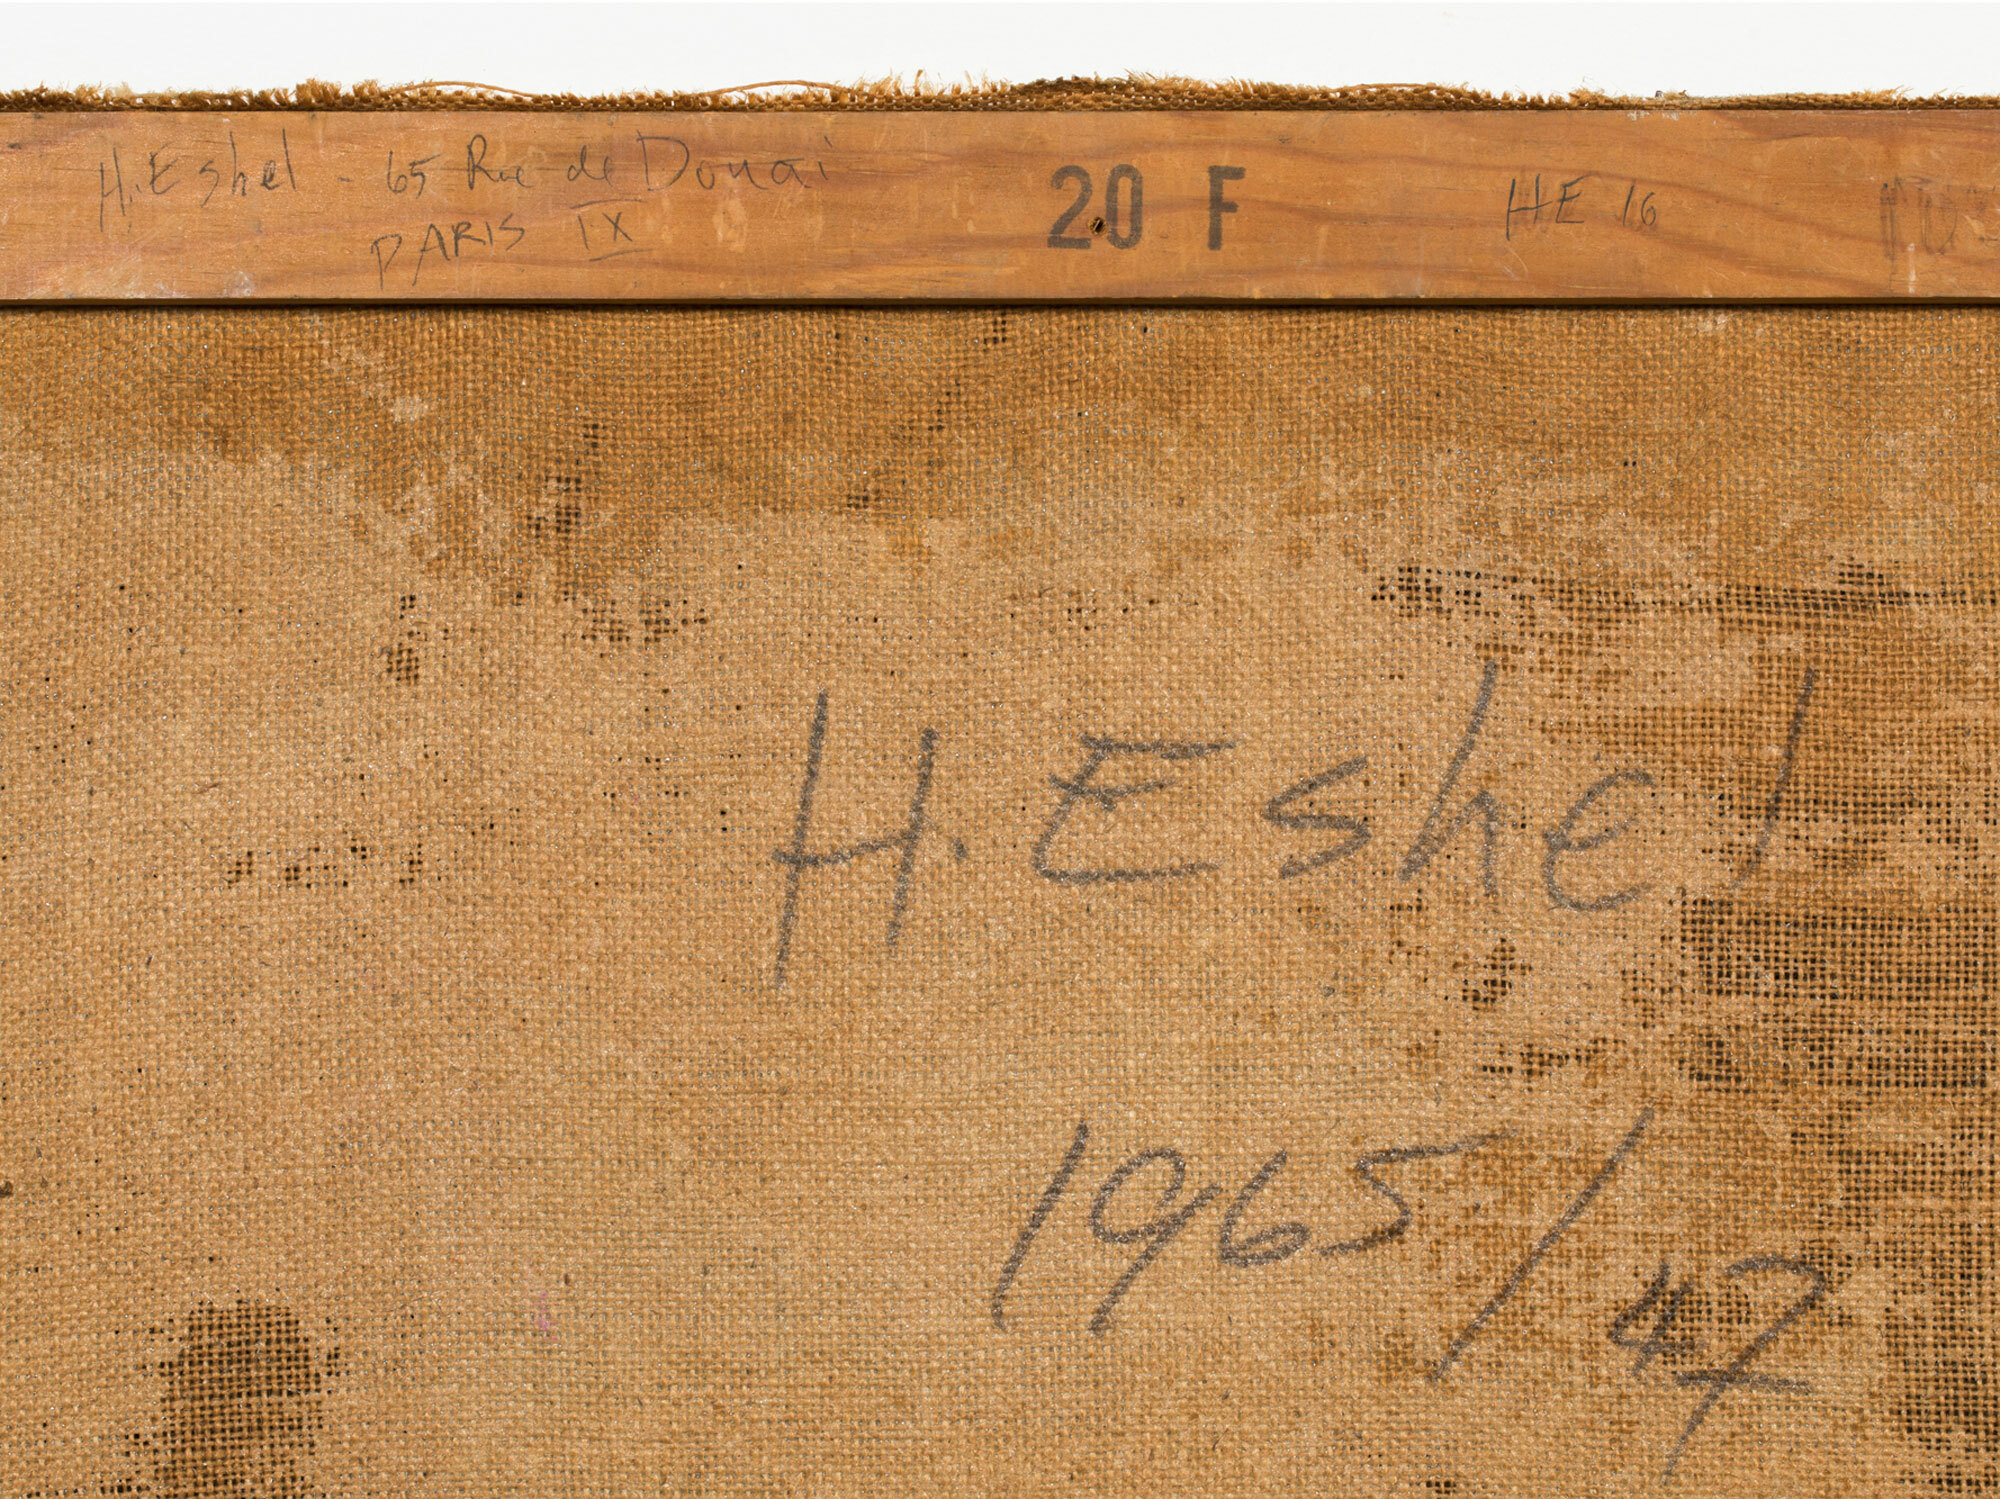 H. Eshel - 65 Rue de Douai
PARIS IX
20 F
HE 16
H. Eshel
1965/47